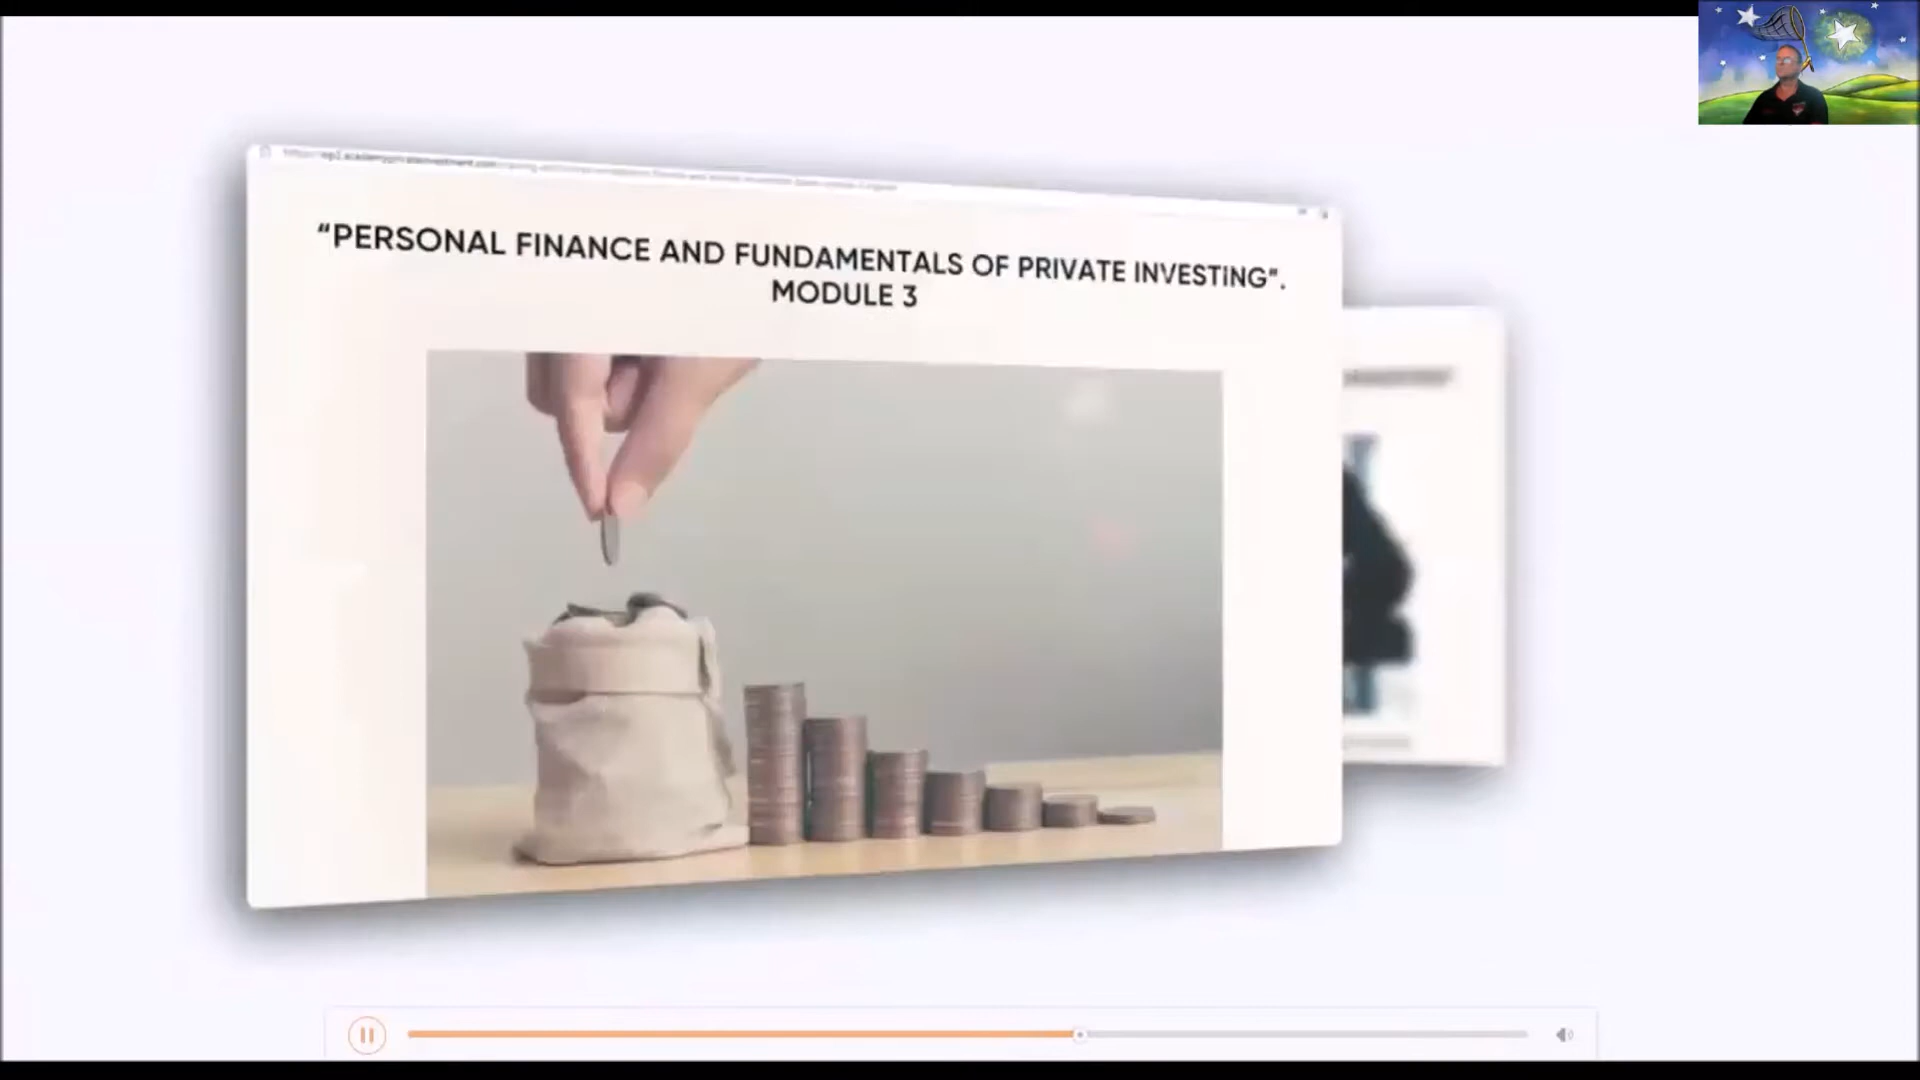 “PERSONAL FINANCE AND FUNDAMENTALS OF PRIVATE INVESTING”.
MODULE 3